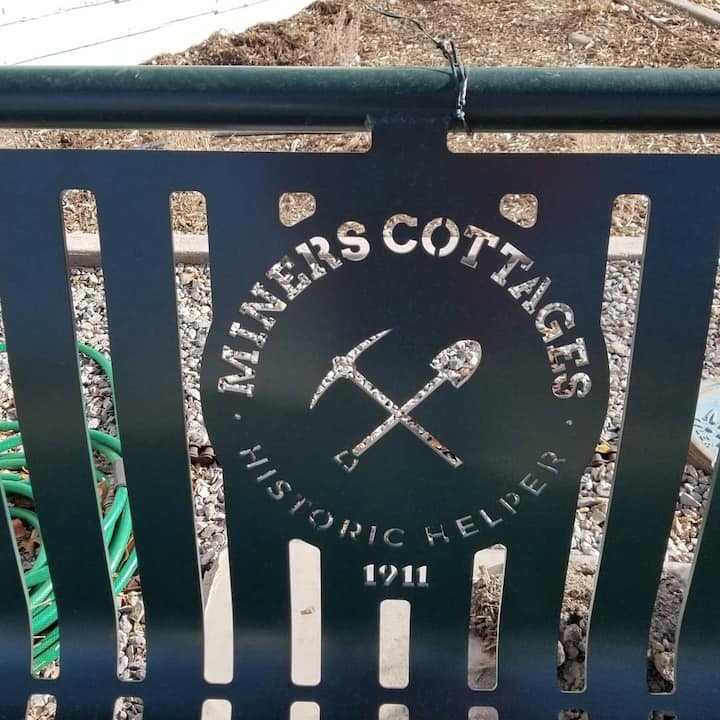 MINERS COTTAGES
HISTORIC HELPER
1911